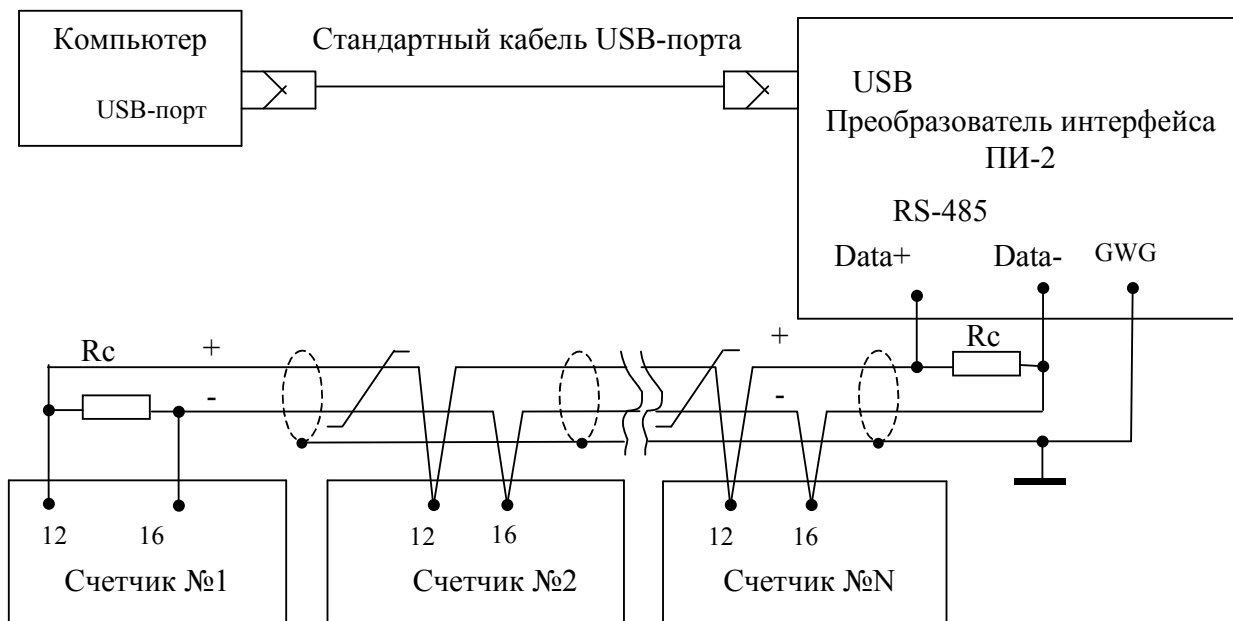 Компьютер
USB-порт
Стандартный кабель USB-порта
USB
Преобразователь интерфейса
ПИ-2
RS-485
Data+ Data- GWG
Rc + + Rc
- -
12 16 12 16 12 16
Счетчик №1 Счетчик №2 Счетчик №N